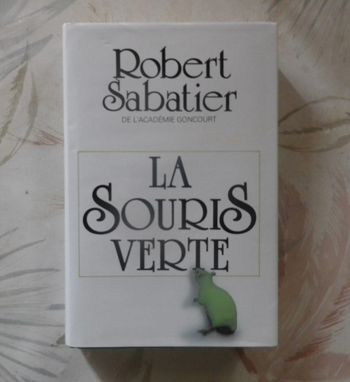 Robert
Sabatier
DE L'ACADÉMIE GONCOURT
LA
SOURIS
VERTE